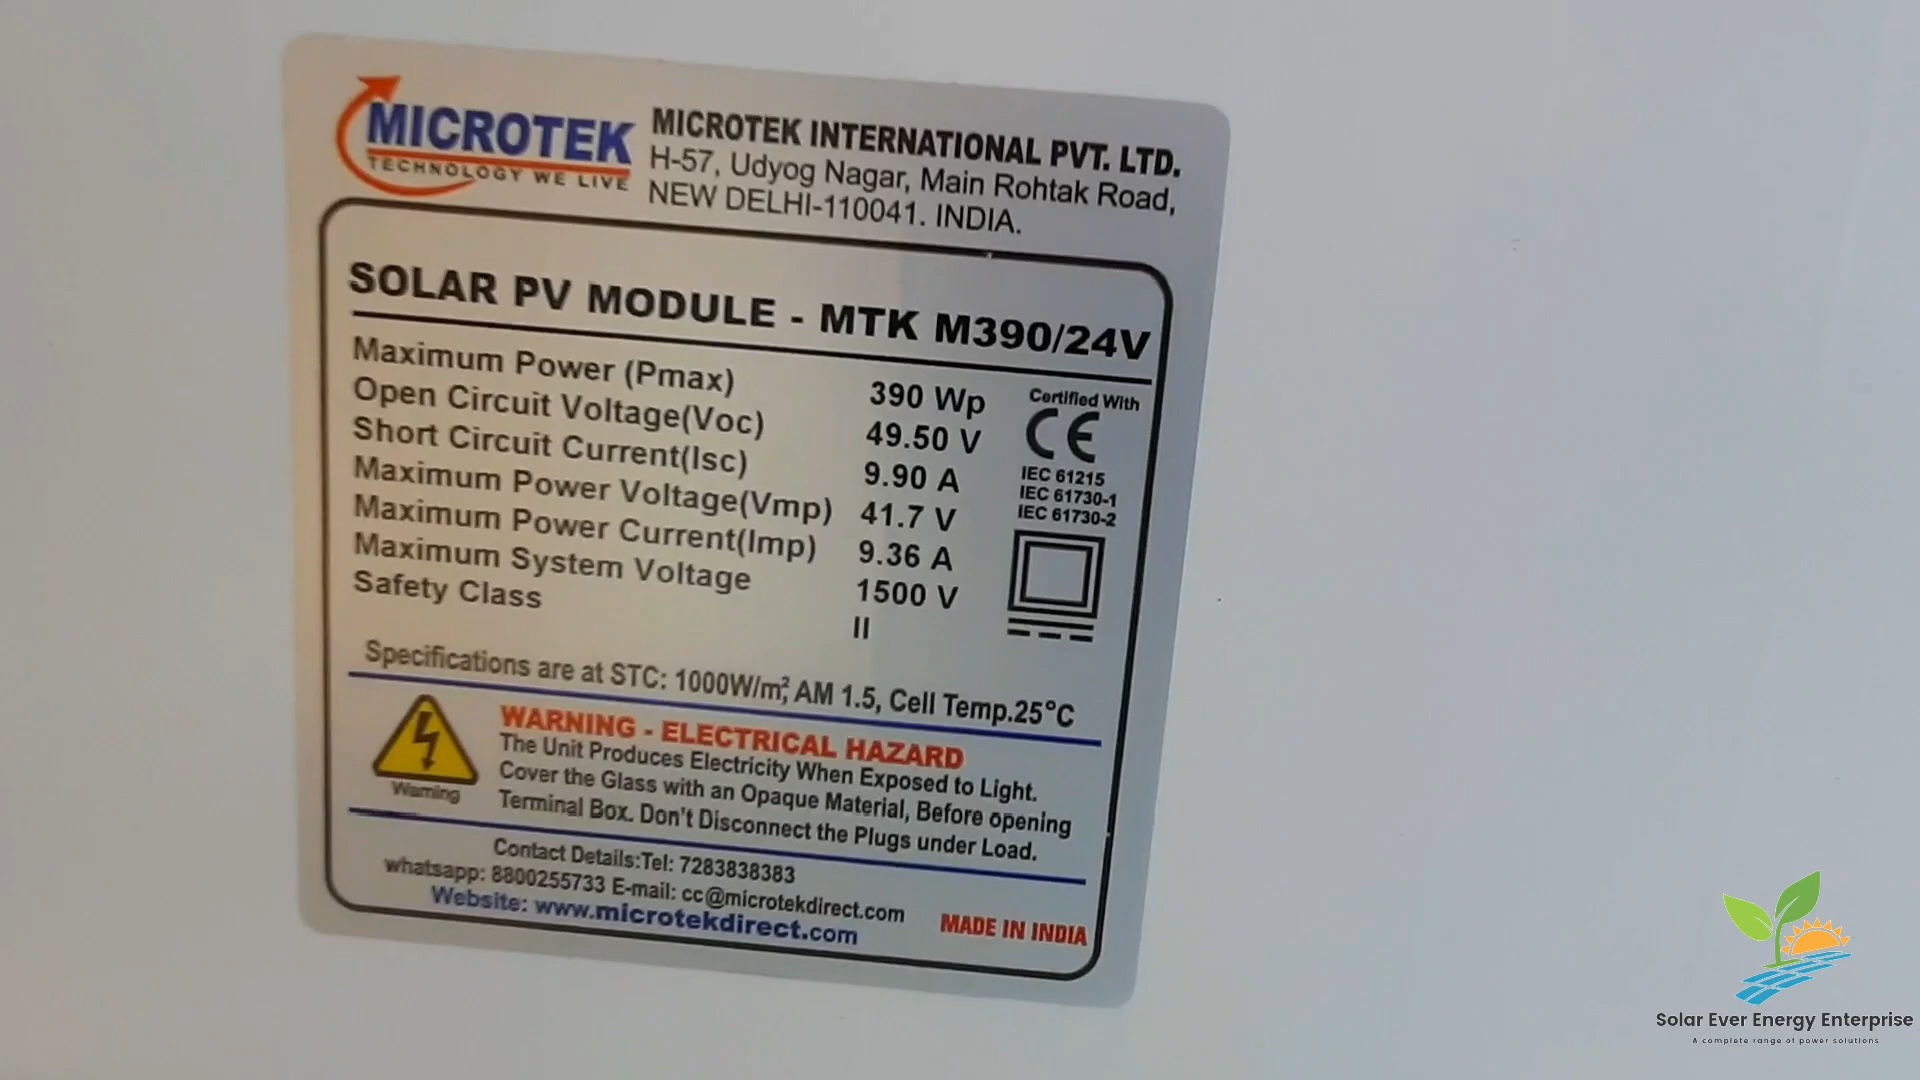 MICROTEK
TECHNOLOGY WE LIVE
MICROTEK INTERNATIONAL PVT. LTD.
H-57, Udyog Nagar, Main Rohtak Road,
NEW DELHI-110041. INDIA.
SOLAR PV MODULE - MTK M390/24V
Maximum Power (Pmax) 390 Wp
Open Circuit Voltage(Voc) 49.50 V
Short Circuit Current(Isc) 9.90 A
Maximum Power Voltage(Vmp) 41.7 V
Maximum Power Current(Imp) 9.36 A
Maximum System Voltage 1500 V
Safety Class II
Certified With
CE
IEC 61215
IEC 61730-1
IEC 61730-2
Specifications are at STC: 1000W/m², AM 1.5, Cell Temp.25°C
Warning
WARNING - ELECTRICAL HAZARD
The Unit Produces Electricity When Exposed to Light.
Cover the Glass with an Opaque Material, Before opening
Terminal Box. Don't Disconnect the Plugs under Load.
Contact Details:Tel: 7283838383
whatsapp: 8800255733 E-mail: cc@microtekdirect.com
Website: www.microtekdirect.com
MADE IN INDIA
Solar Ever Energy Enterprise
A complete range of power solutions